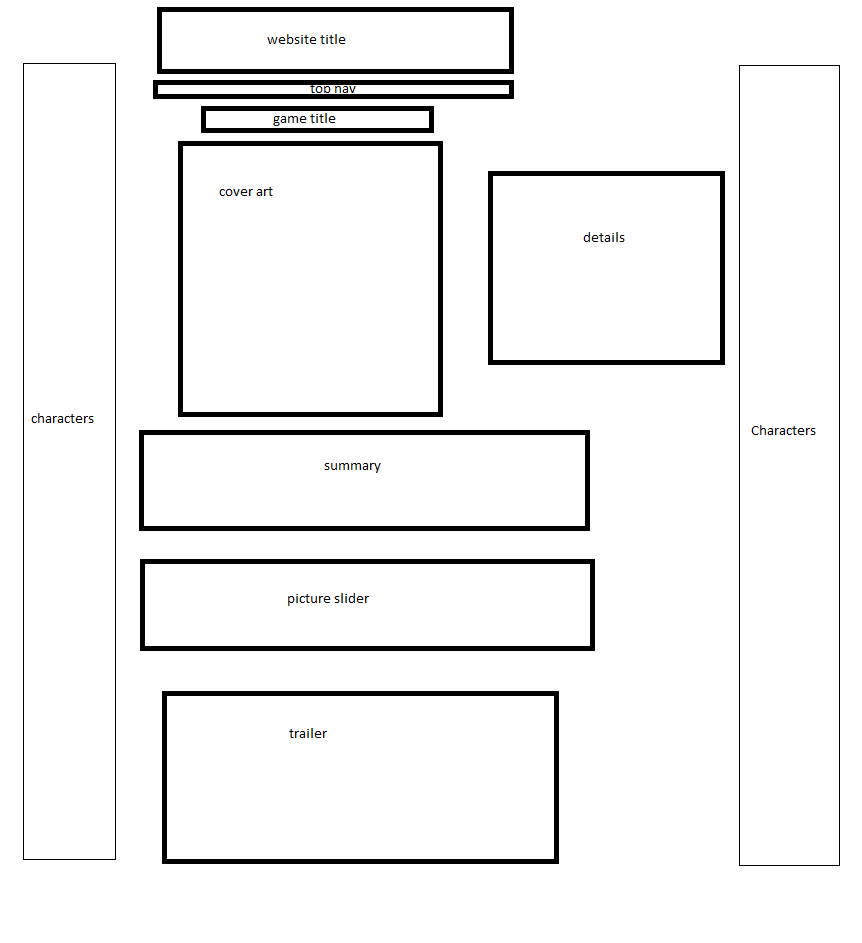 website title
top nav
game title
cover art
details
characters
Characters
summary
picture slider
trailer